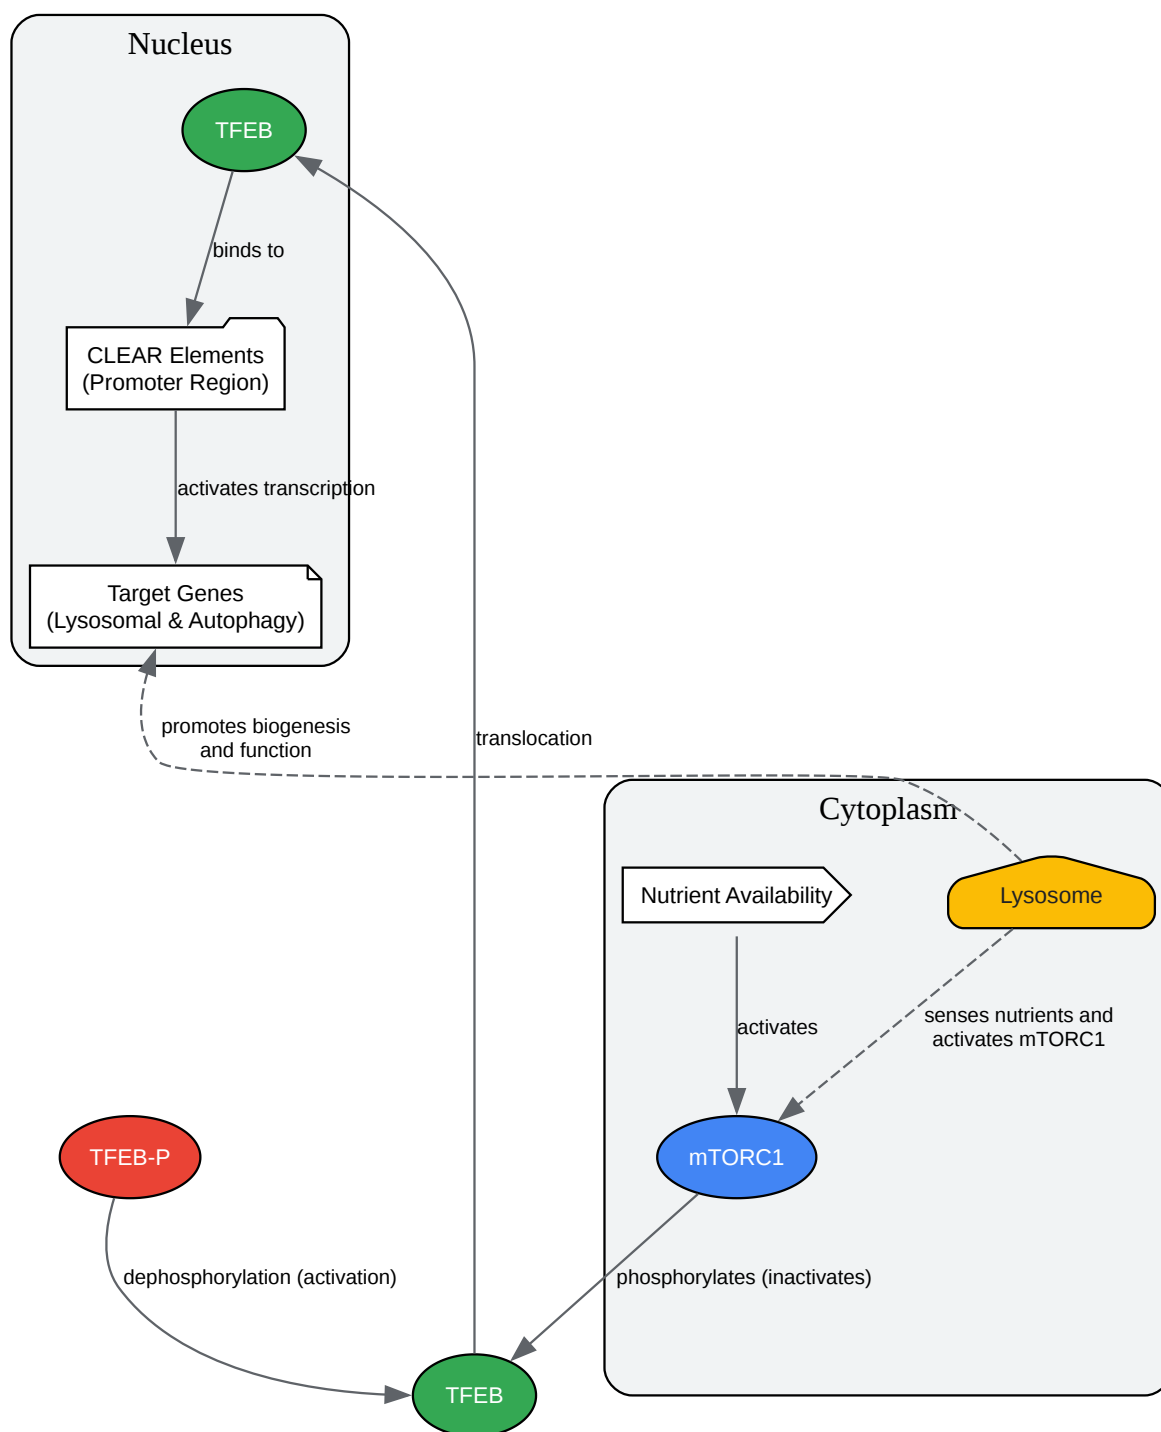 Nucleus
TFEB
binds to
CLEAR Elements
(Promoter Region)
activates transcription
Target Genes
(Lysosomal & Autophagy)
promotes biogenesis
and function
translocation
Cytoplasm
Nutrient Availability
Lysosome
activates
senses nutrients and
activates mTORC1
TFEB-P
mTORC1
dephosphorylation (activation)
phosphorylates (inactivates)
TFEB